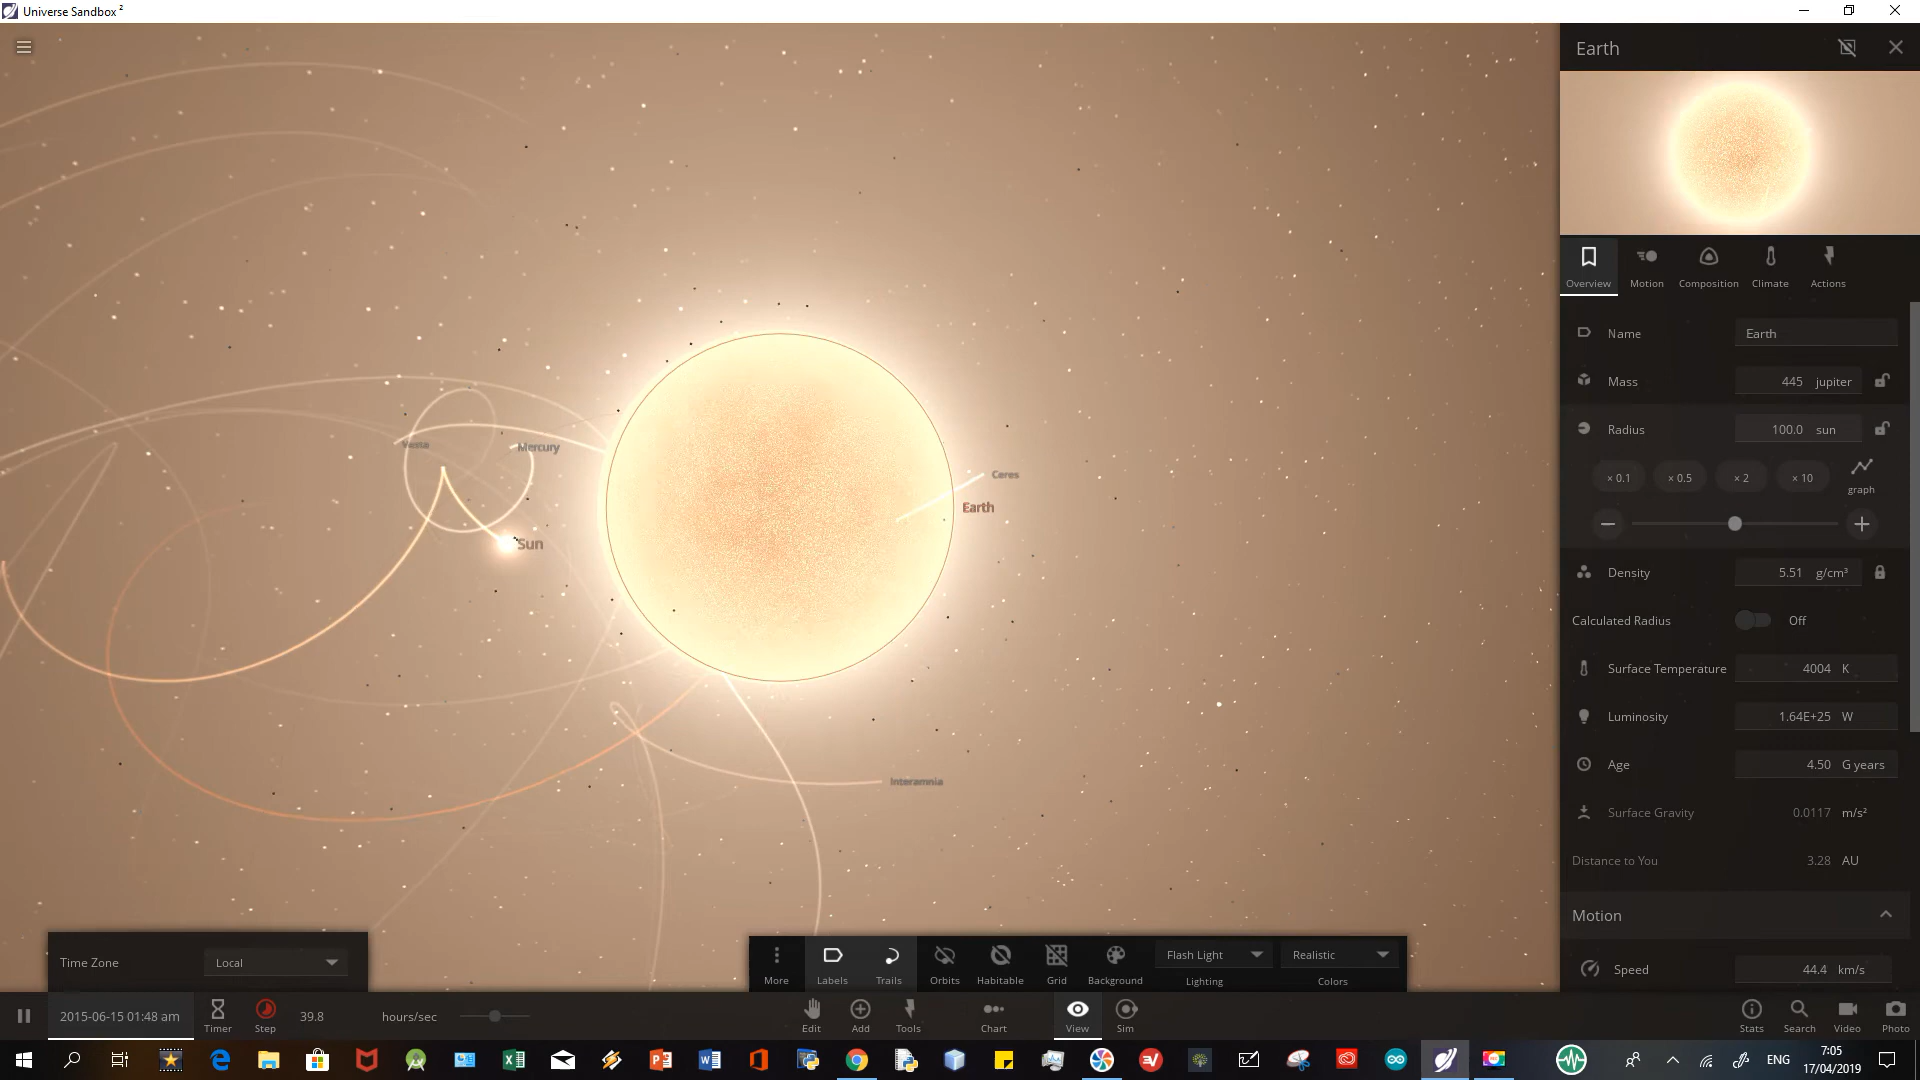 Universe Sandbox ²
Earth
Overview
Motion
Composition
Climate
Actions
Name Earth
Mass 445 jupiter
Radius 100.0 sun
× 0.1 × 0.5 × 2 × 10
graph
Density 5.51 g/cm³
Calculated Radius Off
Surface Temperature 4004 K
Luminosity 1.64E+25 W
Age 4.50 G years
Surface Gravity 0.0117 m/s²
Distance to You 3.28 AU
Motion
Speed 44.4 km/s
Mercury
Ceres
Earth
Sun
Interamnia
Time Zone Local
More
Labels
Trails
Orbits
Habitable
Grid
Background
Flash Light
Lighting
Realistic
Colors
2015-06-15 01:48 am
Timer
Step
39.8 hours/sec
Edit
Add
Tools
Chart
View
Sim
Stats
Search
Video
Photo
ENG
7:05
17/04/2019